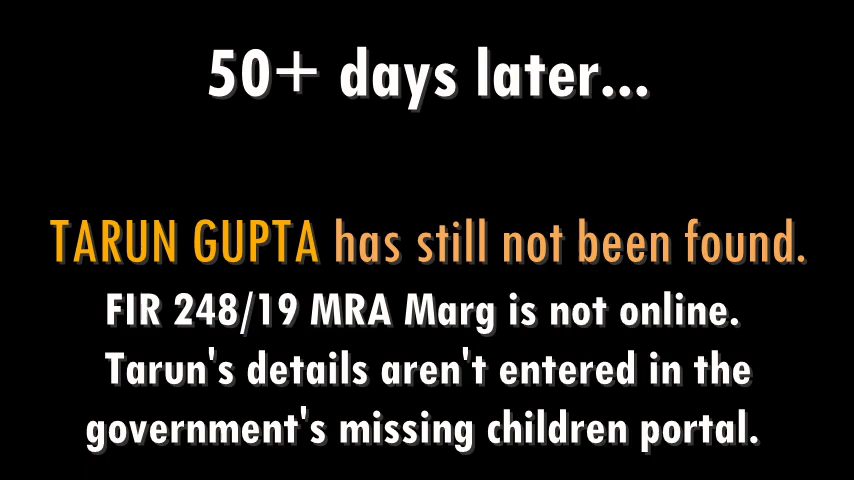 50+ days later...
TARUN GUPTA has still not been found.
FIR 248/19 MRA Marg is not online.
Tarun's details aren't entered in the
government's missing children portal.